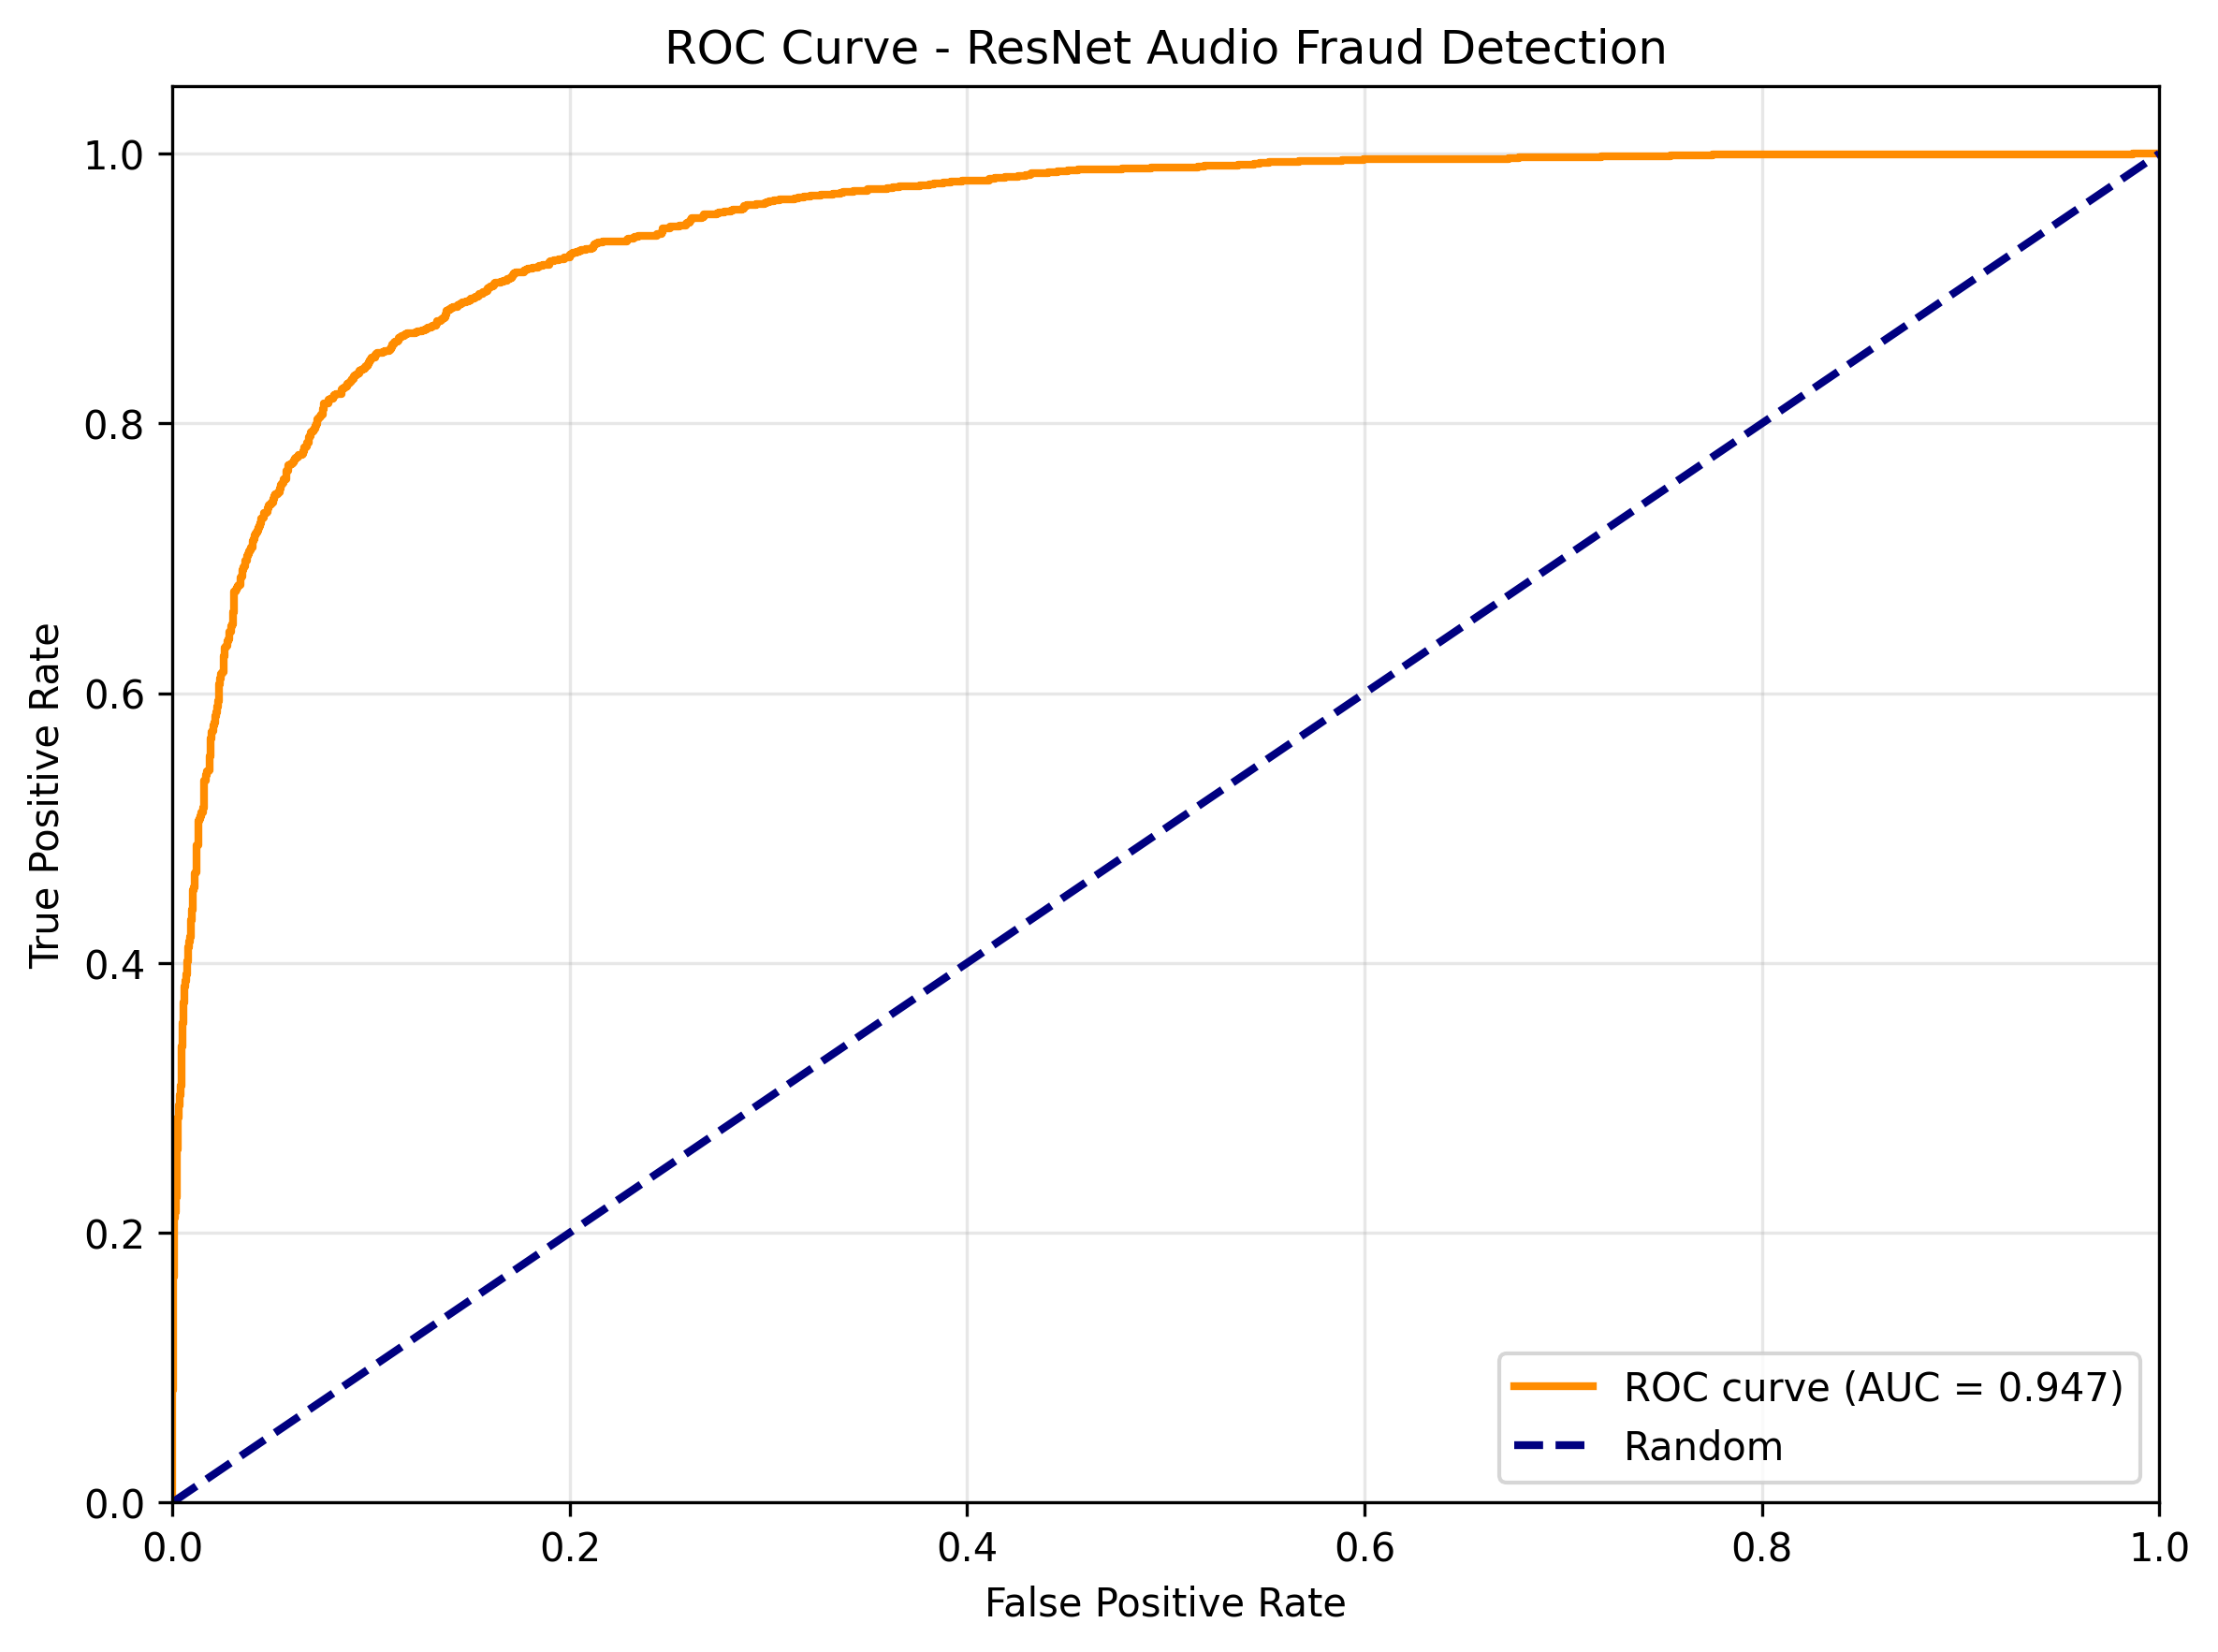 ROC Curve - ResNet Audio Fraud Detection
1.0
0.8
0.6
0.4
0.2
0.0
True Positive Rate
0.0 0.2 0.4 0.6 0.8 1.0
False Positive Rate
ROC curve (AUC = 0.947)
Random